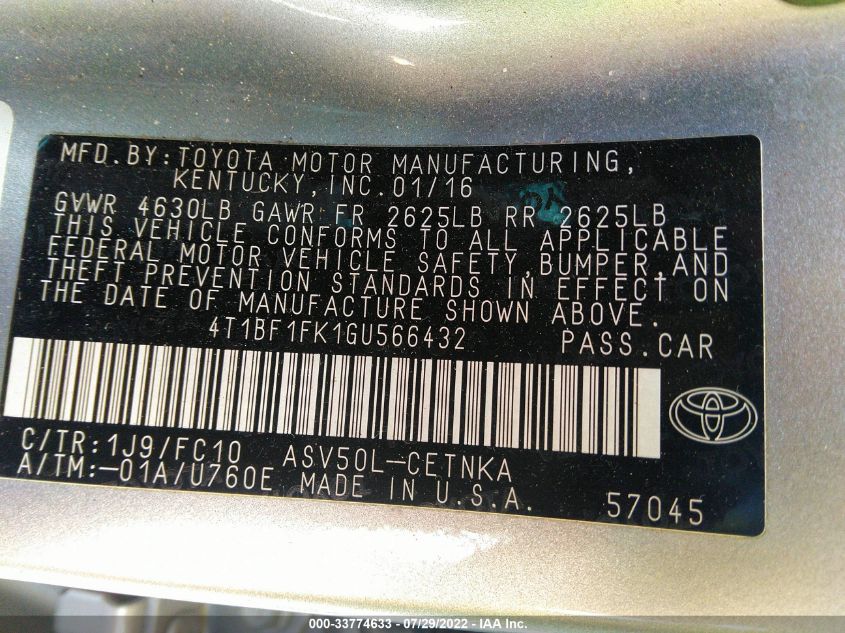 MFD.BY:TOYOTA MOTOR MANUFACTURING,
KENTUCKY, INC.01/16
GVWR 4630LB GAWR FR 2625LB RR 2625LB
THIS VEHICLE CONFORMS TO ALL APPLICABLE
FEDERAL MOTOR VEHICLE SAFETY,BUMPER,AND
THEFT PREVENTION STANDARDS IN EFFECT ON
THE DATE OF MANUFACTURE SHOWN ABOVE.
4T1BF1FK1GU566432 PASS.CAR
C/TR:1J9/FC10 ASV50L-CETNKA
A/TM:-01A/U760E MADE IN U.S.A. 57045
000-33774633 - 07/29/2022 - IAA Inc.